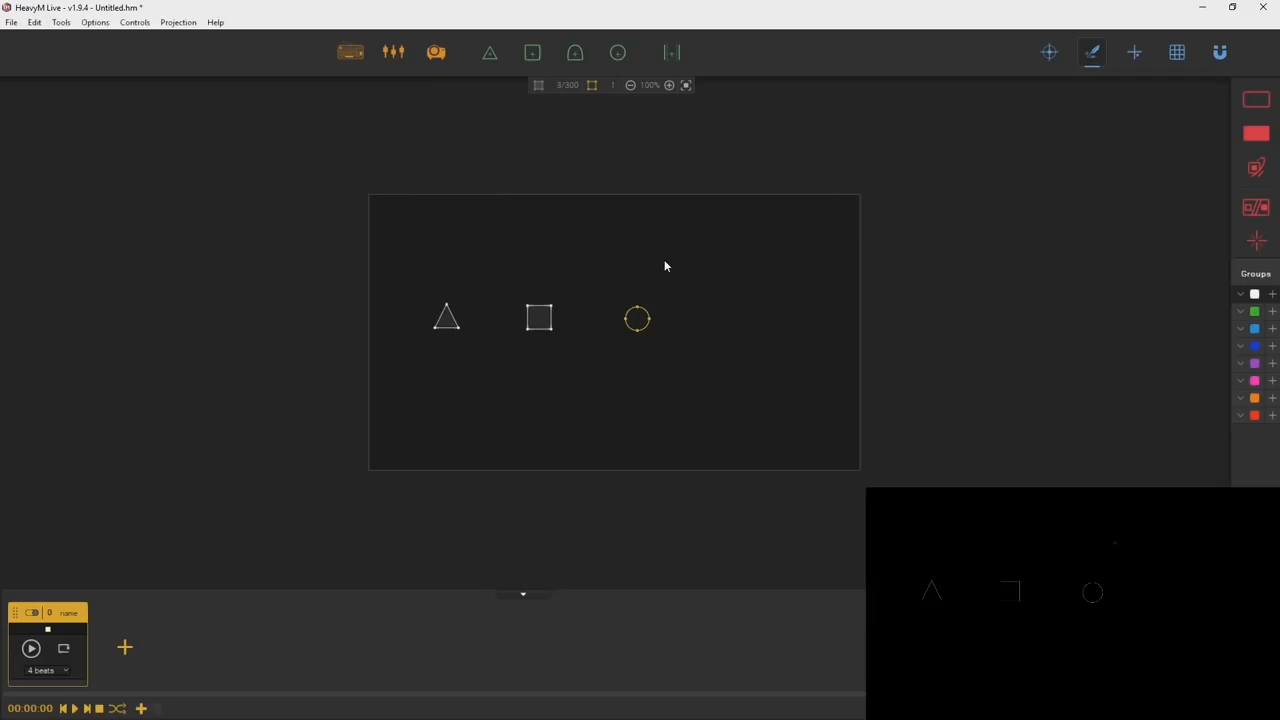 HeavyM Live - v1.9.4 - Untitled.hm *
File Edit Tools Options Controls Projection Help
3/300 1 100%
Groups
0 name
4 beats
00:00:00